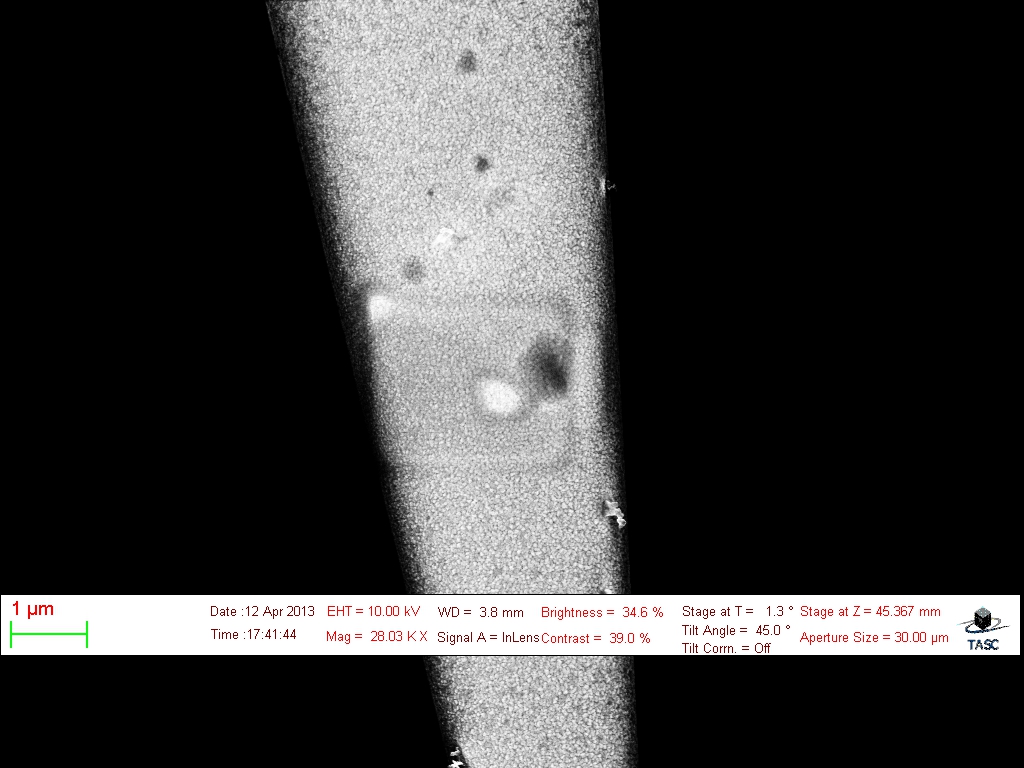 1 µm
Date :12 Apr 2013 EHT = 10.00 kV WD = 3.8 mm Brightness = 34.6 % Stage at T = 1.3 ° Stage at Z = 45.367 mm
Time :17:41:44 Mag = 28.03 K X Signal A = InLens Contrast = 39.0 % Tilt Angle = 45.0 ° Aperture Size = 30.00 µm
Tilt Corrn. = Off
TASC